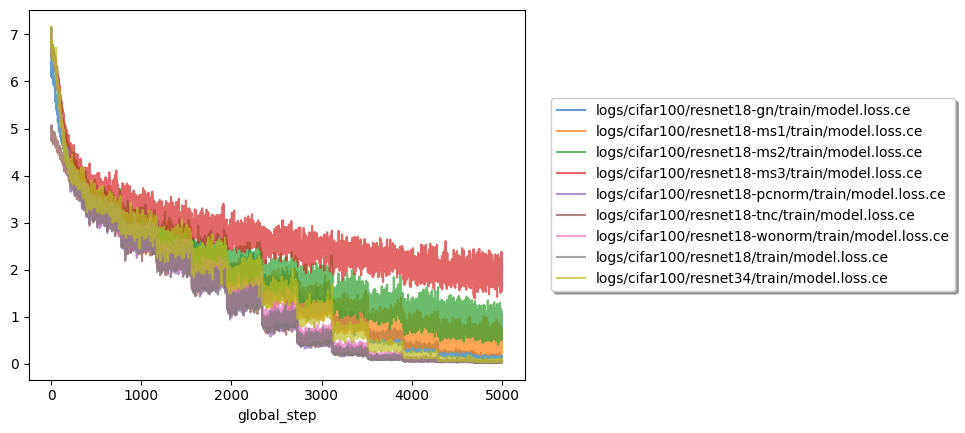 7
6
5
4
3
2
1
0
0 1000 2000 3000 4000 5000
global_step
logs/cifar100/resnet18-gn/train/model.loss.ce
logs/cifar100/resnet18-ms1/train/model.loss.ce
logs/cifar100/resnet18-ms2/train/model.loss.ce
logs/cifar100/resnet18-ms3/train/model.loss.ce
logs/cifar100/resnet18-pcnorm/train/model.loss.ce
logs/cifar100/resnet18-tnc/train/model.loss.ce
logs/cifar100/resnet18-wonorm/train/model.loss.ce
logs/cifar100/resnet18/train/model.loss.ce
logs/cifar100/resnet34/train/model.loss.ce